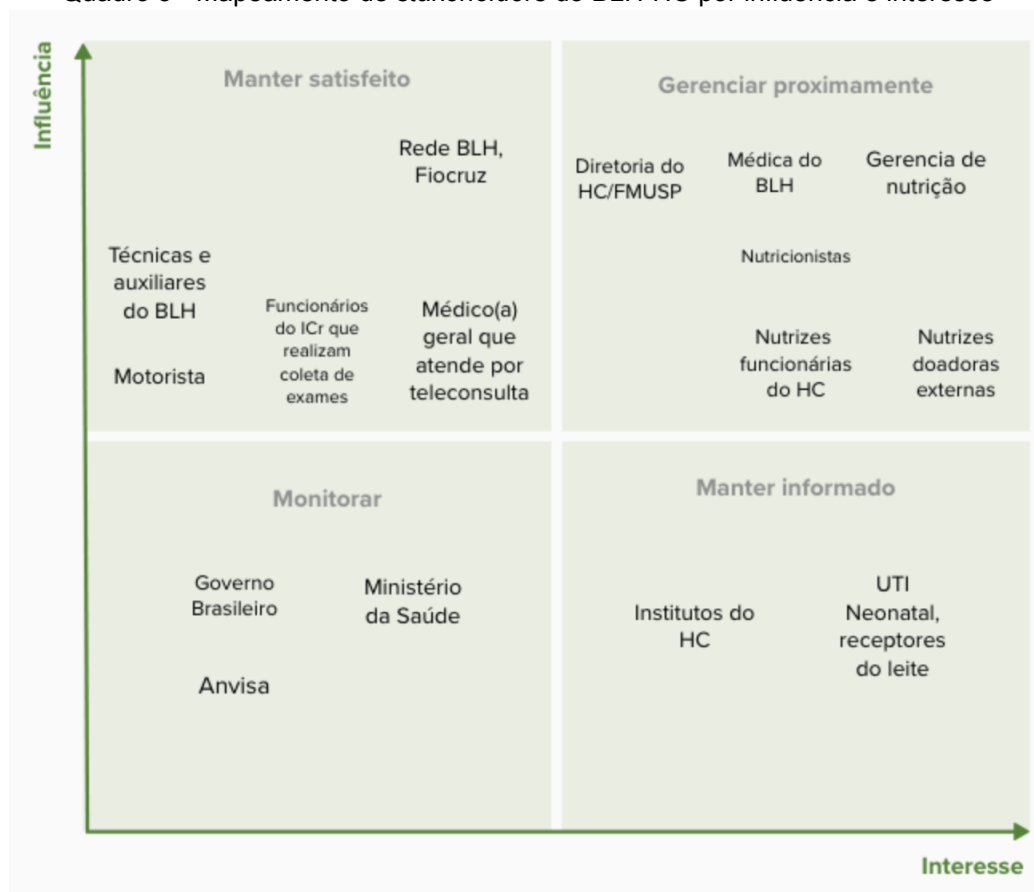 Influência
Manter satisfeito
Rede BLH,
Fiocruz
Técnicas e
auxiliares
do BLH
Funcionários
do ICr que
realizam
coleta de
exames
Médico(a)
geral que
atende por
teleconsulta
Motorista
Gerenciar proximamente
Diretoria do
HC/FMUSP
Médica do
BLH
Gerencia de
nutrição
Nutricionistas
Nutrizes
funcionárias
do HC
Nutrizes
doadoras
externas
Monitorar
Governo
Brasileiro
Ministério
da Saúde
Anvisa
Manter informado
Institutos do
HC
UTI
Neonatal,
receptores
do leite
Interesse